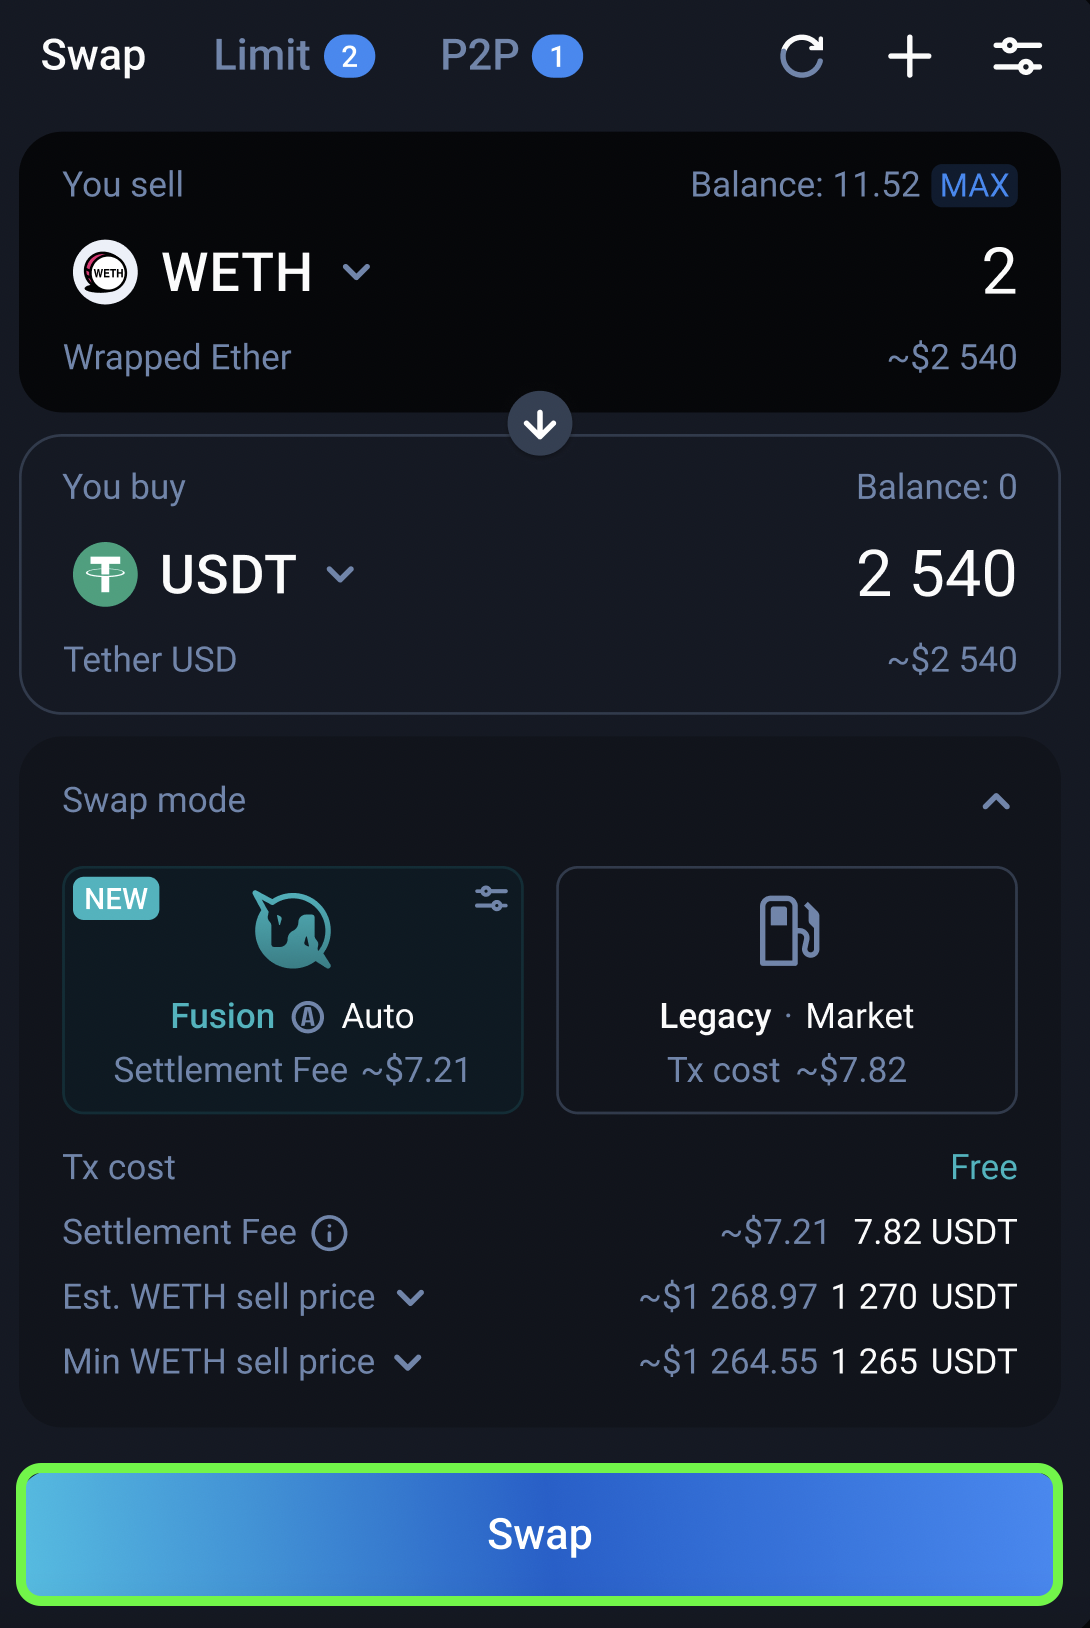 Swap Limit 2 P2P 1
You sell Balance: 11.52 MAX
WETH WETH 2
Wrapped Ether ~$2 540
You buy Balance: 0
USDT 2 540
Tether USD ~$2 540
Swap mode
NEW
Fusion A Auto
Settlement Fee ~$7.21
Legacy · Market
Tx cost ~$7.82
Tx cost Free
Settlement Fee ~$7.21 7.82 USDT
Est. WETH sell price ~$1 268.97 1 270 USDT
Min WETH sell price ~$1 264.55 1 265 USDT
Swap